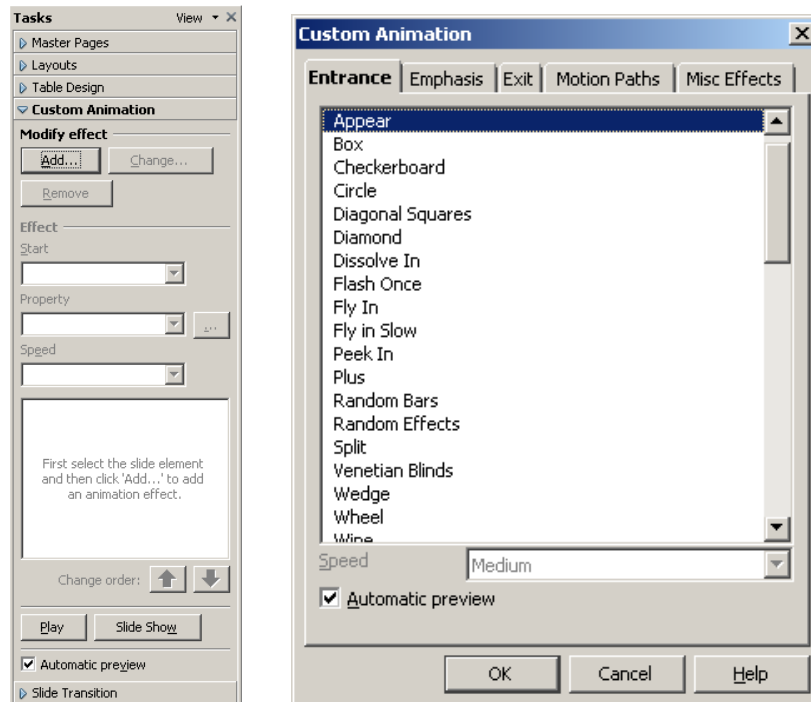 Tasks View
Master Pages
Layouts
Table Design
Custom Animation
Modify effect
Add... Change...
Remove
Effect
Start
Property
...
Speed
First select the slide element
and then click 'Add...' to add
an animation effect.
Change order:
Play Slide Show
Automatic preview
Slide Transition
Custom Animation
Entrance Emphasis Exit Motion Paths Misc Effects
Appear
Box
Checkerboard
Circle
Diagonal Squares
Diamond
Dissolve In
Flash Once
Fly In
Fly in Slow
Peek In
Plus
Random Bars
Random Effects
Split
Venetian Blinds
Wedge
Wheel
Wipe
Speed Medium
Automatic preview
OK Cancel Help